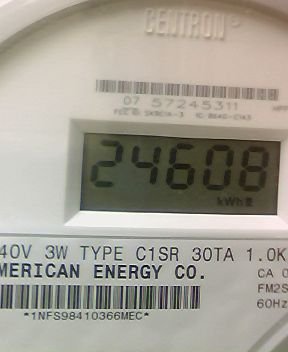 CENTRON
07 57245311
24608
kWh
40V 3W TYPE C1SR 30TA 1.0K
MERICAN ENERGY CO.
CA 0
FM2S
60Hz
*1NFS98410366MEC*